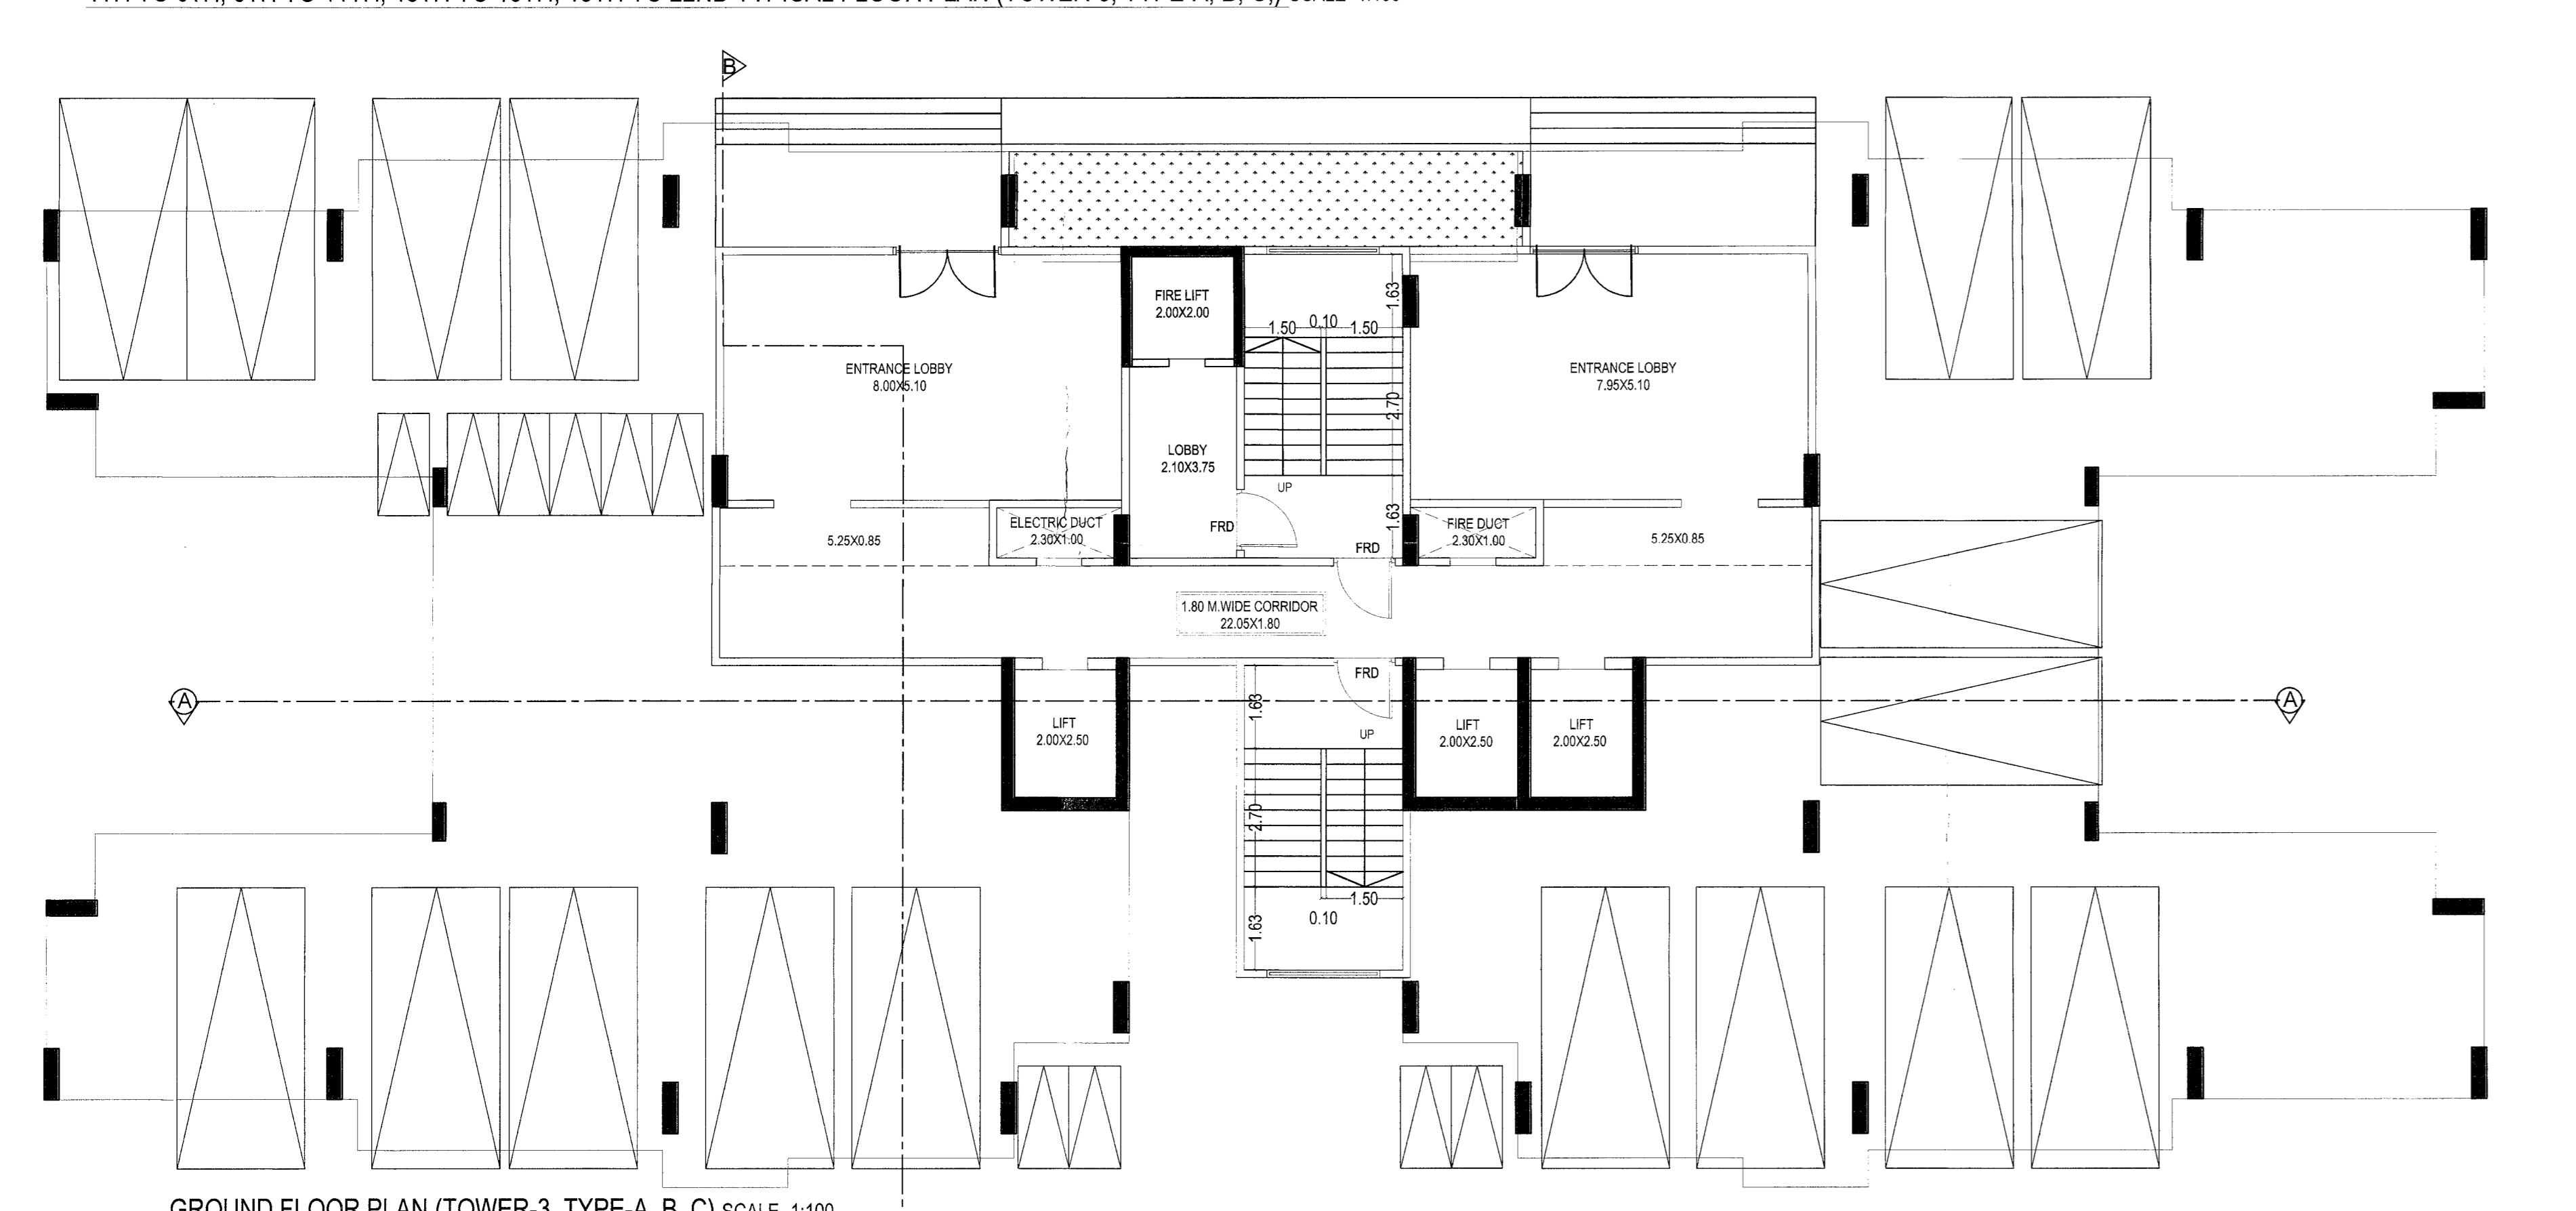 B
FIRE LIFT
2.00X2.00
1.63
1.50 0.10 1.50
ENTRANCE LOBBY
8.00X5.10
ENTRANCE LOBBY
7.95X5.10
2.70
LOBBY
2.10X3.75
UP
ELECTRIC DUCT
2.30X1.00
FRD
1.63
FIRE DUCT
2.30X1.00
5.25X0.85
FRD
5.25X0.85
1.80 M.WIDE CORRIDOR
22.05X1.80
FRD
A
A
1.63
LIFT
2.00X2.50
UP
LIFT
2.00X2.50
LIFT
2.00X2.50
2.70
1.50
0.10
1.63
GROUND FLOOR PLAN (TOWER-3, TYPE-A, B, C) SCALE 1:100